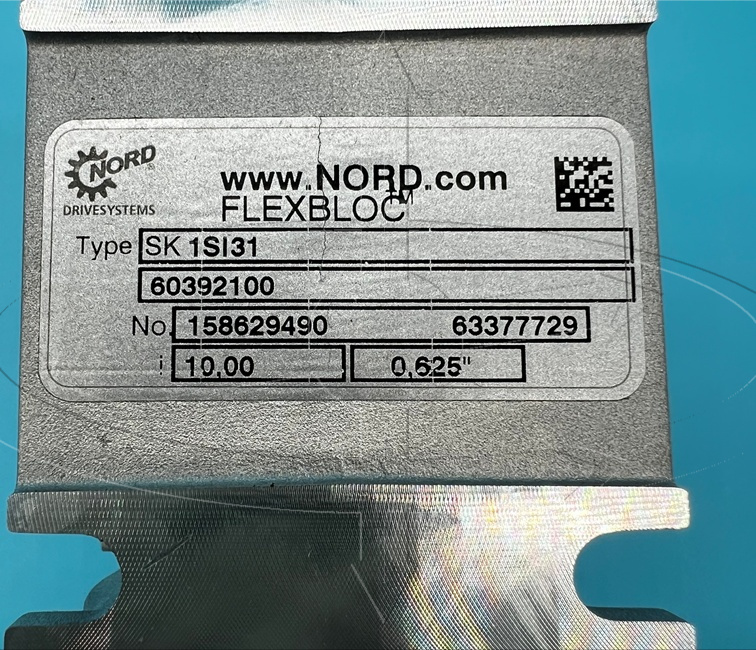 NORD®
DRIVESYSTEMS
www.NORD.com
FLEXBLOC™
Type SK 1SI31
60392100
No. 158629490 63377729
i 10,00 0,625"